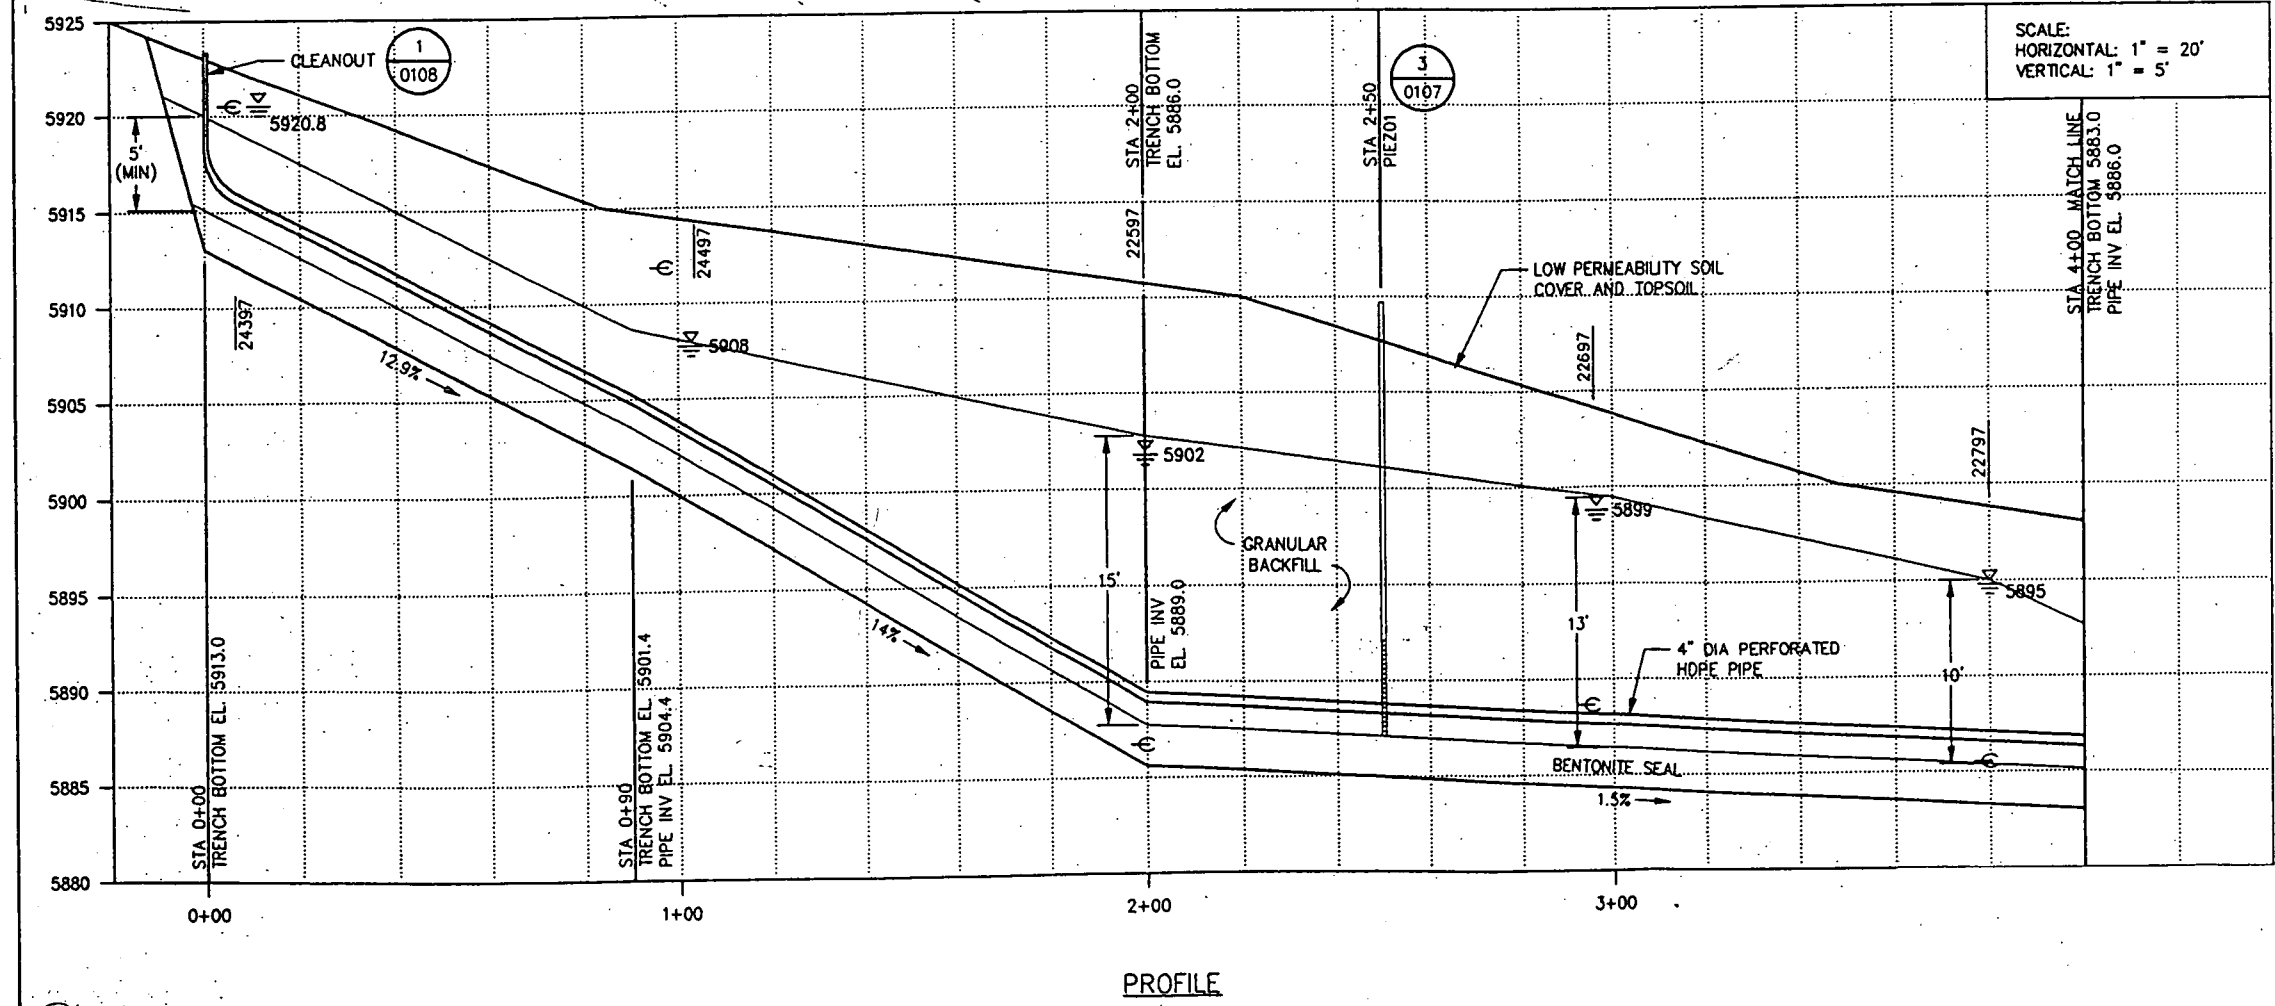 SCALE:
HORIZONTAL: 1" = 20'
VERTICAL: 1" = 5'
5925
5920
5915
5910
5905
5900
5895
5890
5885
5880
CLEANOUT
1
0108
5920.8
5'
(MIN)
24397
12.9%
STA 0+00
TRENCH BOTTOM EL. 5913.0
STA 0+90
TRENCH BOTTOM EL. 5901.4
PIPE INV EL. 5904.4
24497
5908
14%
STA 2+00
TRENCH BOTTOM
EL. 5886.0
22597
5902
15'
PIPE INV
EL. 5889.0
STA 2+50
PIEZ01
3
0107
GRANULAR
BACKFILL
LOW PERMEABILITY SOIL
COVER AND TOPSOIL
22697
5899
13'
4" DIA PERFORATED
HDPE PIPE
BENTONITE SEAL
1.5%
22797
5895
10'
STA 4+00 MATCH LINE
TRENCH BOTTOM 5883.0
PIPE INV EL. 5886.0
0+00
1+00
2+00
3+00
PROFILE